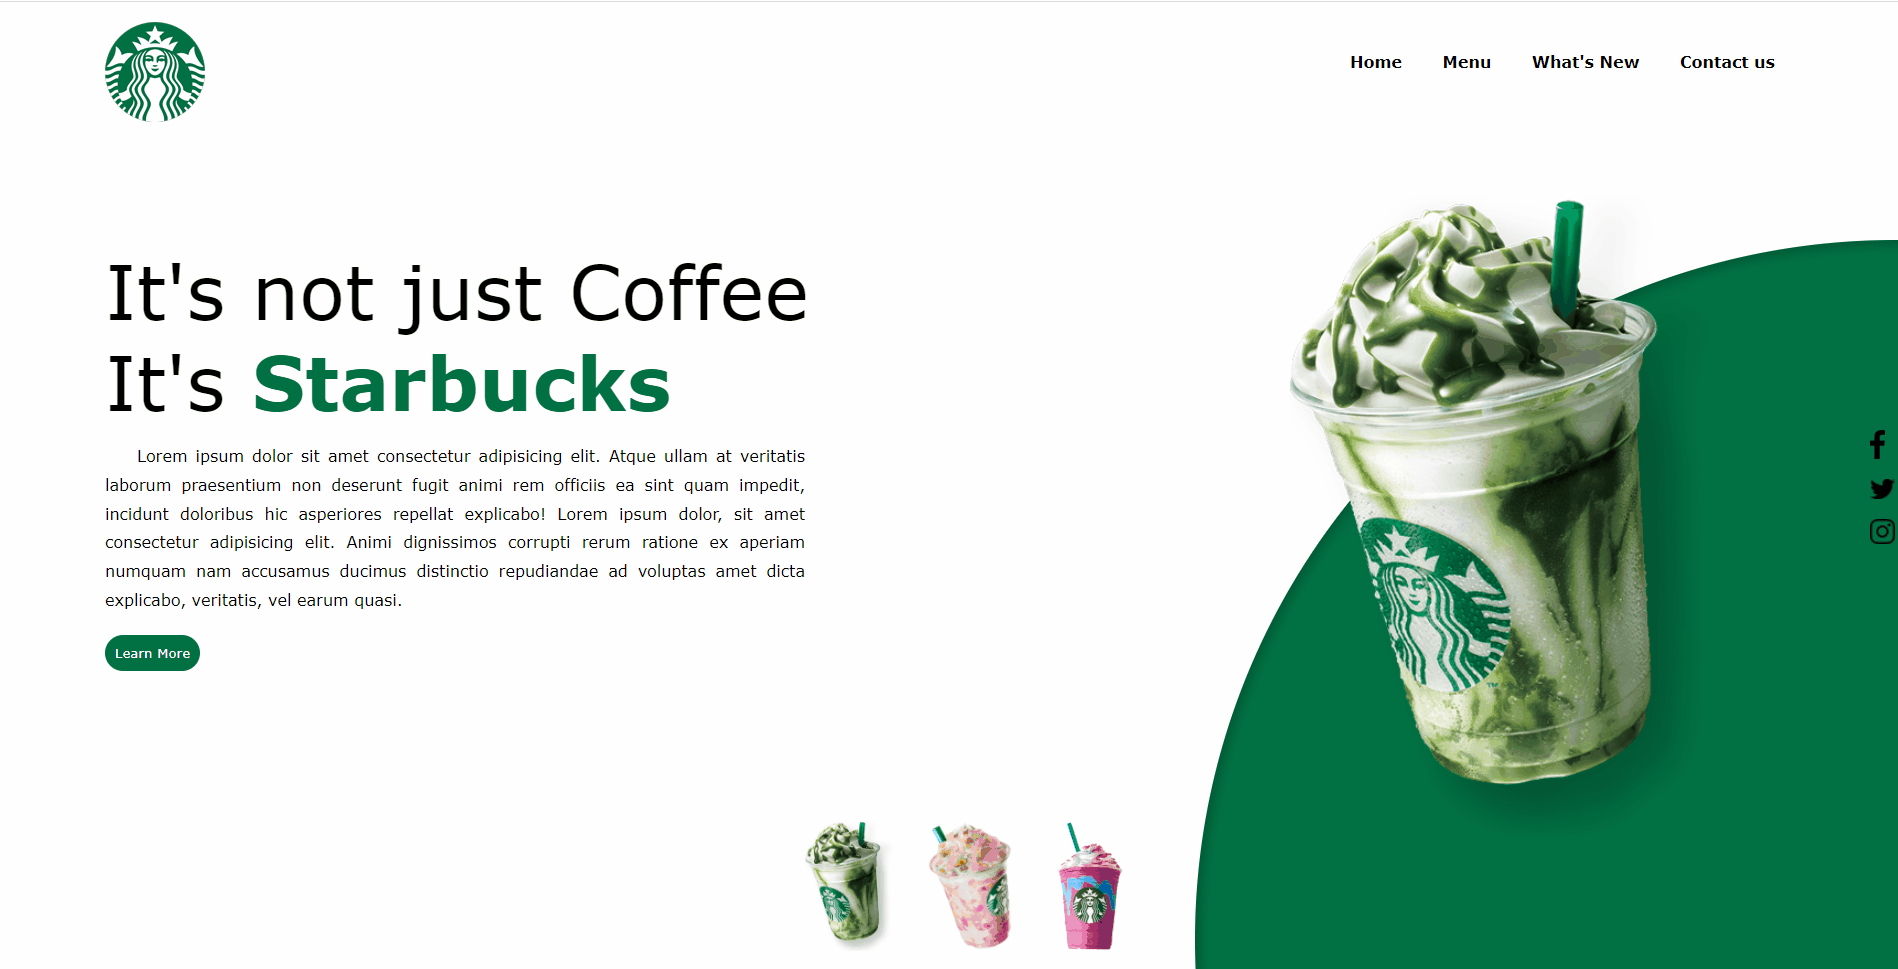 Home Menu What's New Contact us
It's not just Coffee
It's Starbucks
Lorem ipsum dolor sit amet consectetur adipisicing elit. Atque ullam at veritatis
laborum praesentium non deserunt fugit animi rem officiis ea sint quam impedit,
incidunt doloribus hic asperiores repellat explicabo! Lorem ipsum dolor, sit amet
consectetur adipisicing elit. Animi dignissimos corrupti rerum ratione ex aperiam
numquam nam accusamus ducimus distinctio repudiandae ad voluptas amet dicta
explicabo, veritatis, vel earum quasi.
Learn More
TM